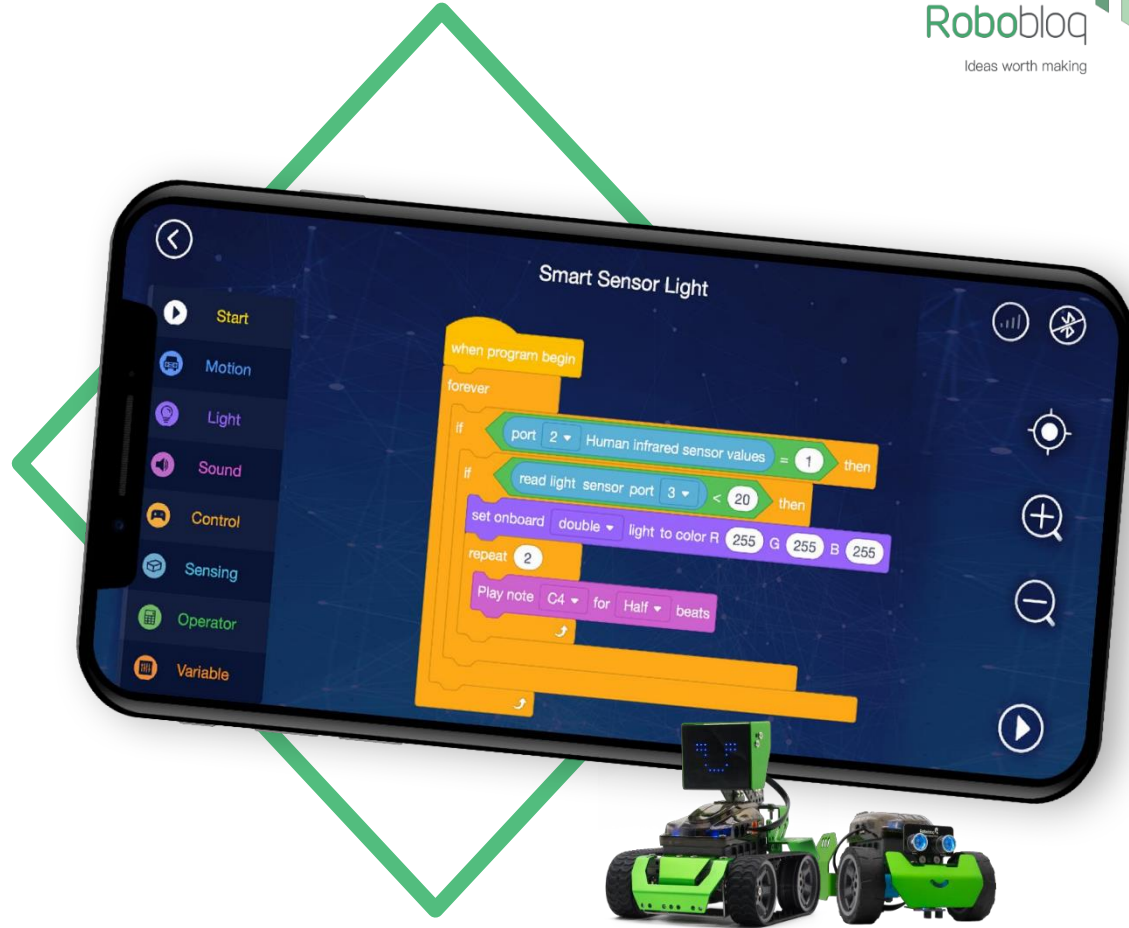 Robobloq
Ideas worth making
Smart Sensor Light
Start
Motion
Light
Sound
Control
Sensing
Operator
Variable
when program begin
forever
if port 2 Human infrared sensor values = 1 then
if read light sensor port 3 < 20 then
set onboard double light to color R 255 G 255 B 255
repeat 2
Play note C4 for Half beats